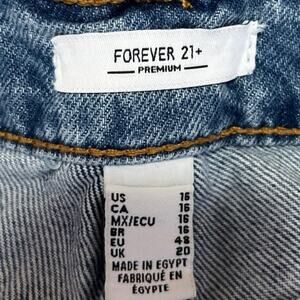 FOREVER 21+
PREMIUM
US 16
CA 16
MX/ECU 16
BR 16
EU 48
UK 20
MADE IN EGYPT
FABRIQUÉ EN
ÉGYPTE